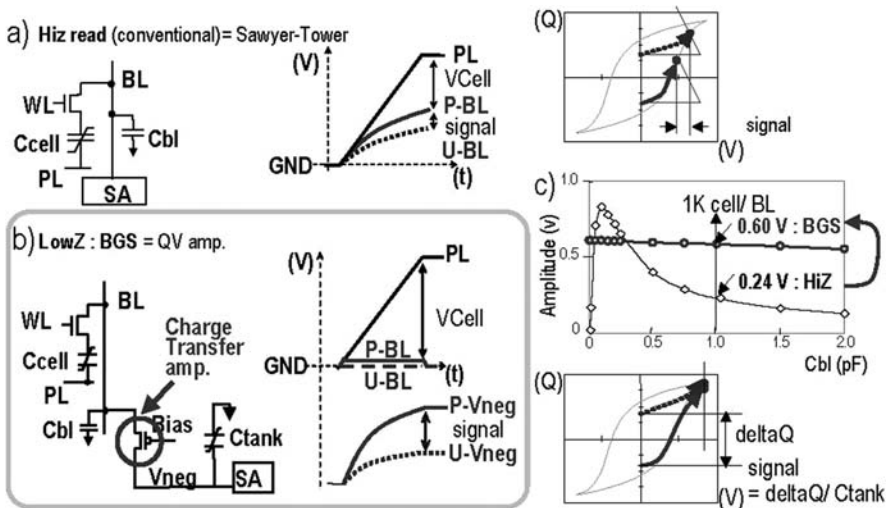 a) Hiz read (conventional)= Sawyer-Tower
BL
WL
Ccell
Cbl
PL
SA
(V)
PL
VCell
P-BL
signal
U-BL
GND
(t)
(Q)
signal
(V)
b) LowZ : BGS = QV amp.
BL
WL
Ccell
PL
Cbl
Charge
Transfer
amp.
Bias
Ctank
Vneg
SA
(V)
PL
VCell
P-BL
GND
(t)
U-BL
P-Vneg
signal
U-Vneg
c)
1.0
1K cell/ BL
0.60 V : BGS
0.5
0.24 V : HiZ
Amplitude (v)
0
0 0.5 1.0 1.5 2.0
Cbl (pF)
(Q)
deltaQ
signal
(V) = deltaQ/ Ctank